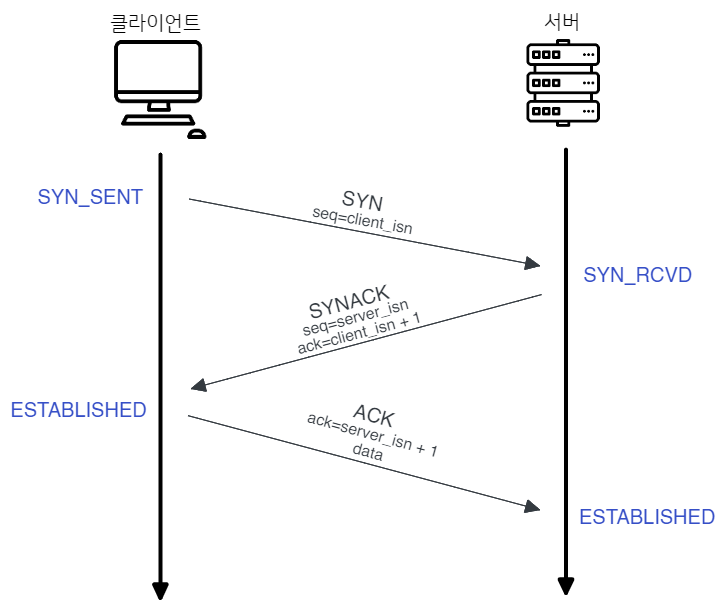 클라이언트
서버
SYN_SENT
SYN
seq=client_isn
SYN_RCVD
SYNACK
seq=server_isn
ack=client_isn + 1
ESTABLISHED
ACK
ack=server_isn + 1
data
ESTABLISHED